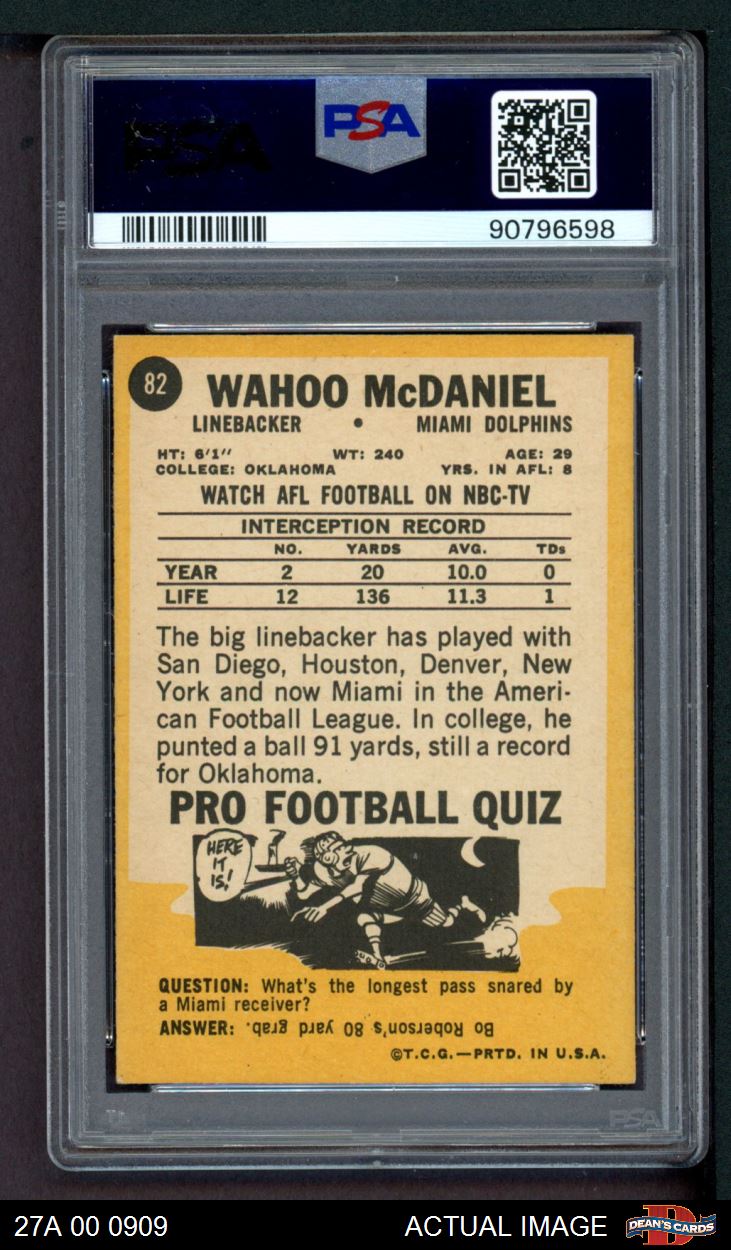 PSA
PSA
90796598
82
WAHOO McDANIEL
LINEBACKER • MIAMI DOLPHINS
HT: 6'1'' WT: 240 AGE: 29
COLLEGE: OKLAHOMA YRS. IN AFL: 8
WATCH AFL FOOTBALL ON NBC-TV
INTERCEPTION RECORD
NO. YARDS AVG. TDs
YEAR 2 20 10.0 0
LIFE 12 136 11.3 1
The big linebacker has played with
San Diego, Houston, Denver, New
York and now Miami in the Ameri-
can Football League. In college, he
punted a ball 91 yards, still a record
for Oklahoma.
PRO FOOTBALL QUIZ
HERE
IT
IS!
QUESTION: What's the longest pass snared by
a Miami receiver?
ANSWER: Bo Roberson's 80 yard grab.
©T.C.G.—PRTD. IN U.S.A.
PSA
27A 00 0909 ACTUAL IMAGE DEAN'S CARDS